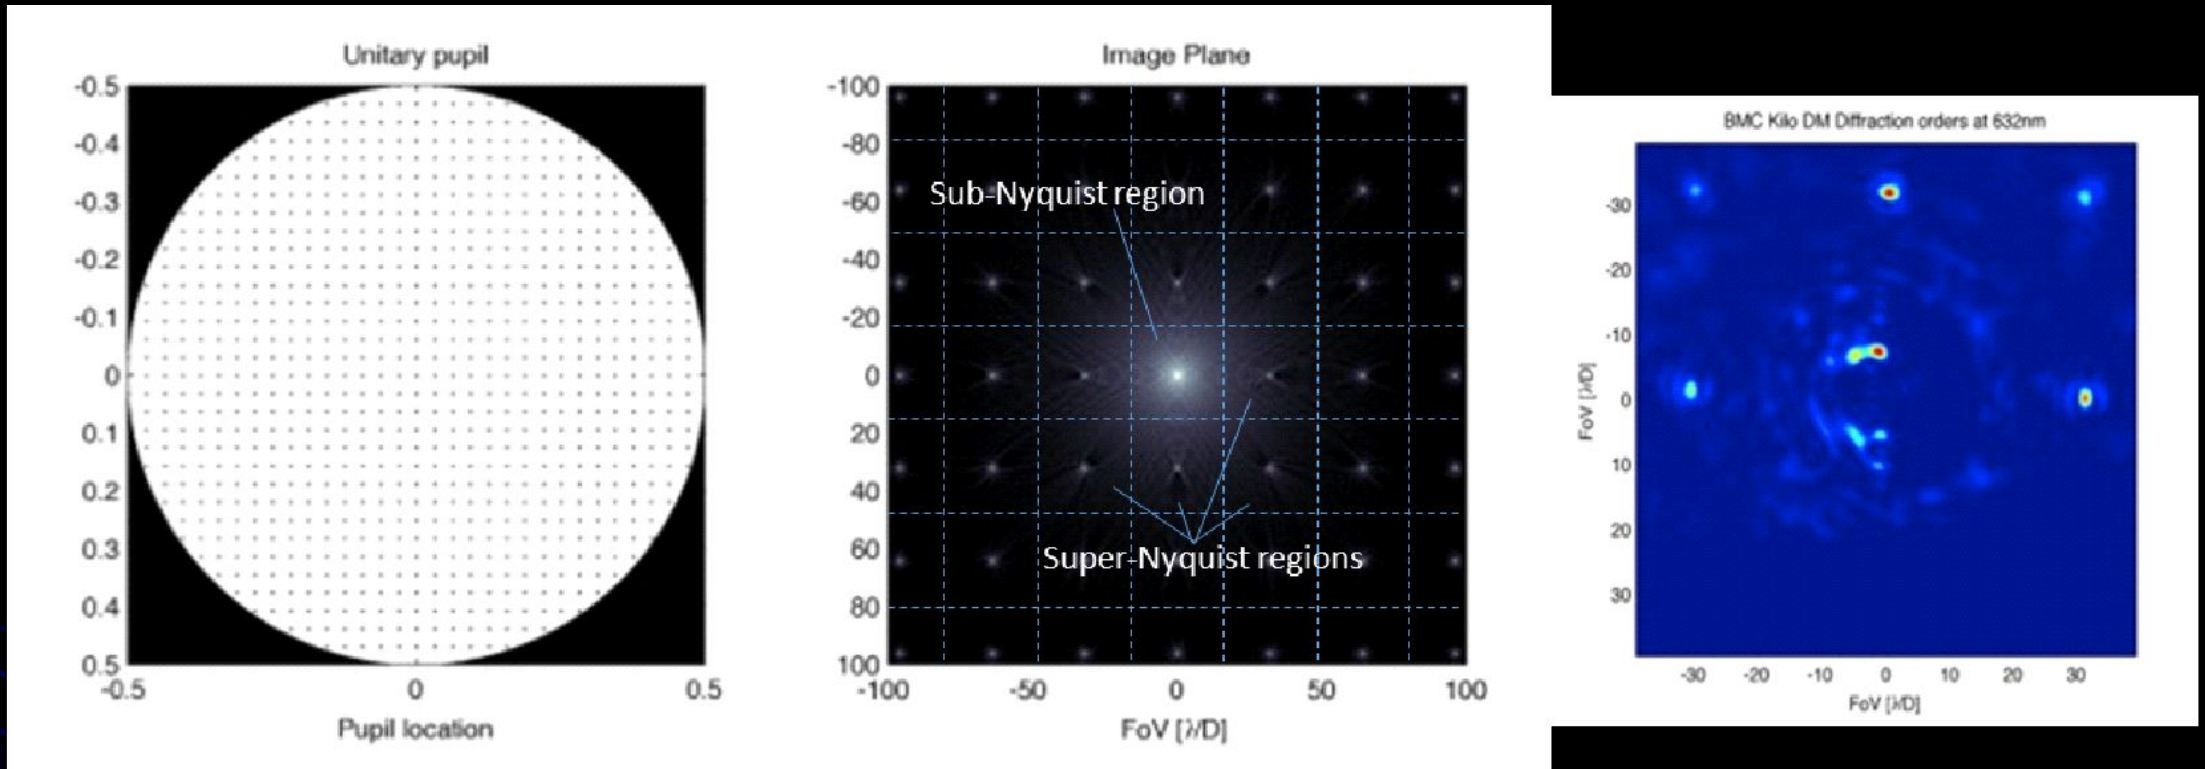 Unitary pupil
-0.5
-0.4
-0.3
-0.2
-0.1
0
0.1
0.2
0.3
0.4
0.5
-0.5 0 0.5
Pupil location
Image Plane
-100
-80
-60
-40
-20
0
20
40
60
80
100
-100 -50 0 50 100
FoV [λ/D]
Sub-Nyquist region
Super-Nyquist regions
BMC Kilo DM Diffraction orders at 632nm
FoV [λ/D]
-30
-20
-10
0
10
20
30
-30 -20 -10 0 10 20 30
FoV [λ/D]